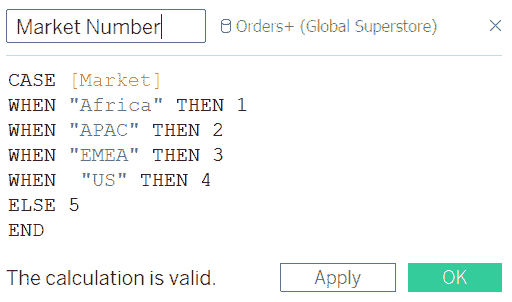 Market Number Orders+ (Global Superstore)
CASE [Market]
WHEN "Africa" THEN 1
WHEN "APAC" THEN 2
WHEN "EMEA" THEN 3
WHEN  "US" THEN 4
ELSE 5
END
The calculation is valid. Apply OK